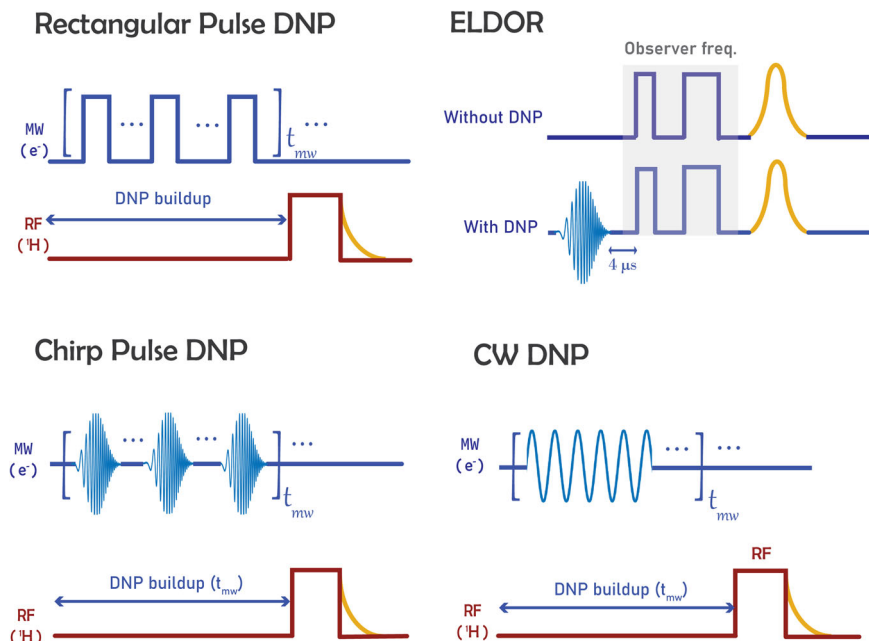 Rectangular Pulse DNP
MW
(e⁻)
... ... ...
t_mw
DNP buildup
RF
(¹H)
ELDOR
Observer freq.
Without DNP
With DNP
4 µs
Chirp Pulse DNP
MW
(e⁻)
... ... ...
t_mw
DNP buildup (t_mw)
RF
(¹H)
CW DNP
MW
(e⁻)
... ...
t_mw
RF
DNP buildup (t_mw)
RF
(¹H)